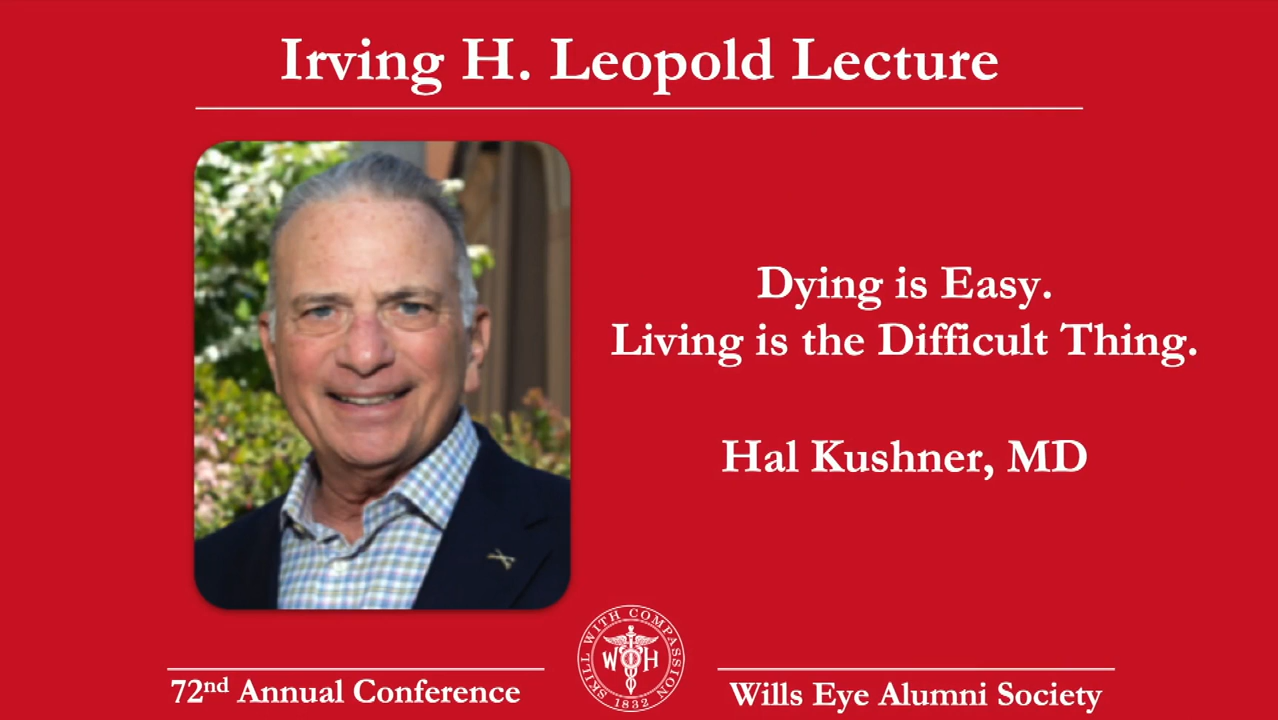 Irving H. Leopold Lecture
Dying is Easy.
Living is the Difficult Thing.
Hal Kushner, MD
72nd Annual Conference
SKILL WITH COMPASSION
W H
1832
Wills Eye Alumni Society